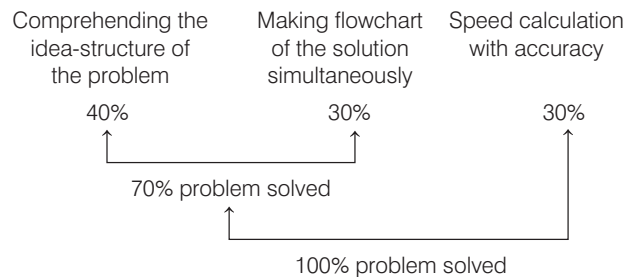 Comprehending the
idea-structure of
the problem
40%
Making flowchart
of the solution
simultaneously
30%
Speed calculation
with accuracy
30%
70% problem solved
100% problem solved